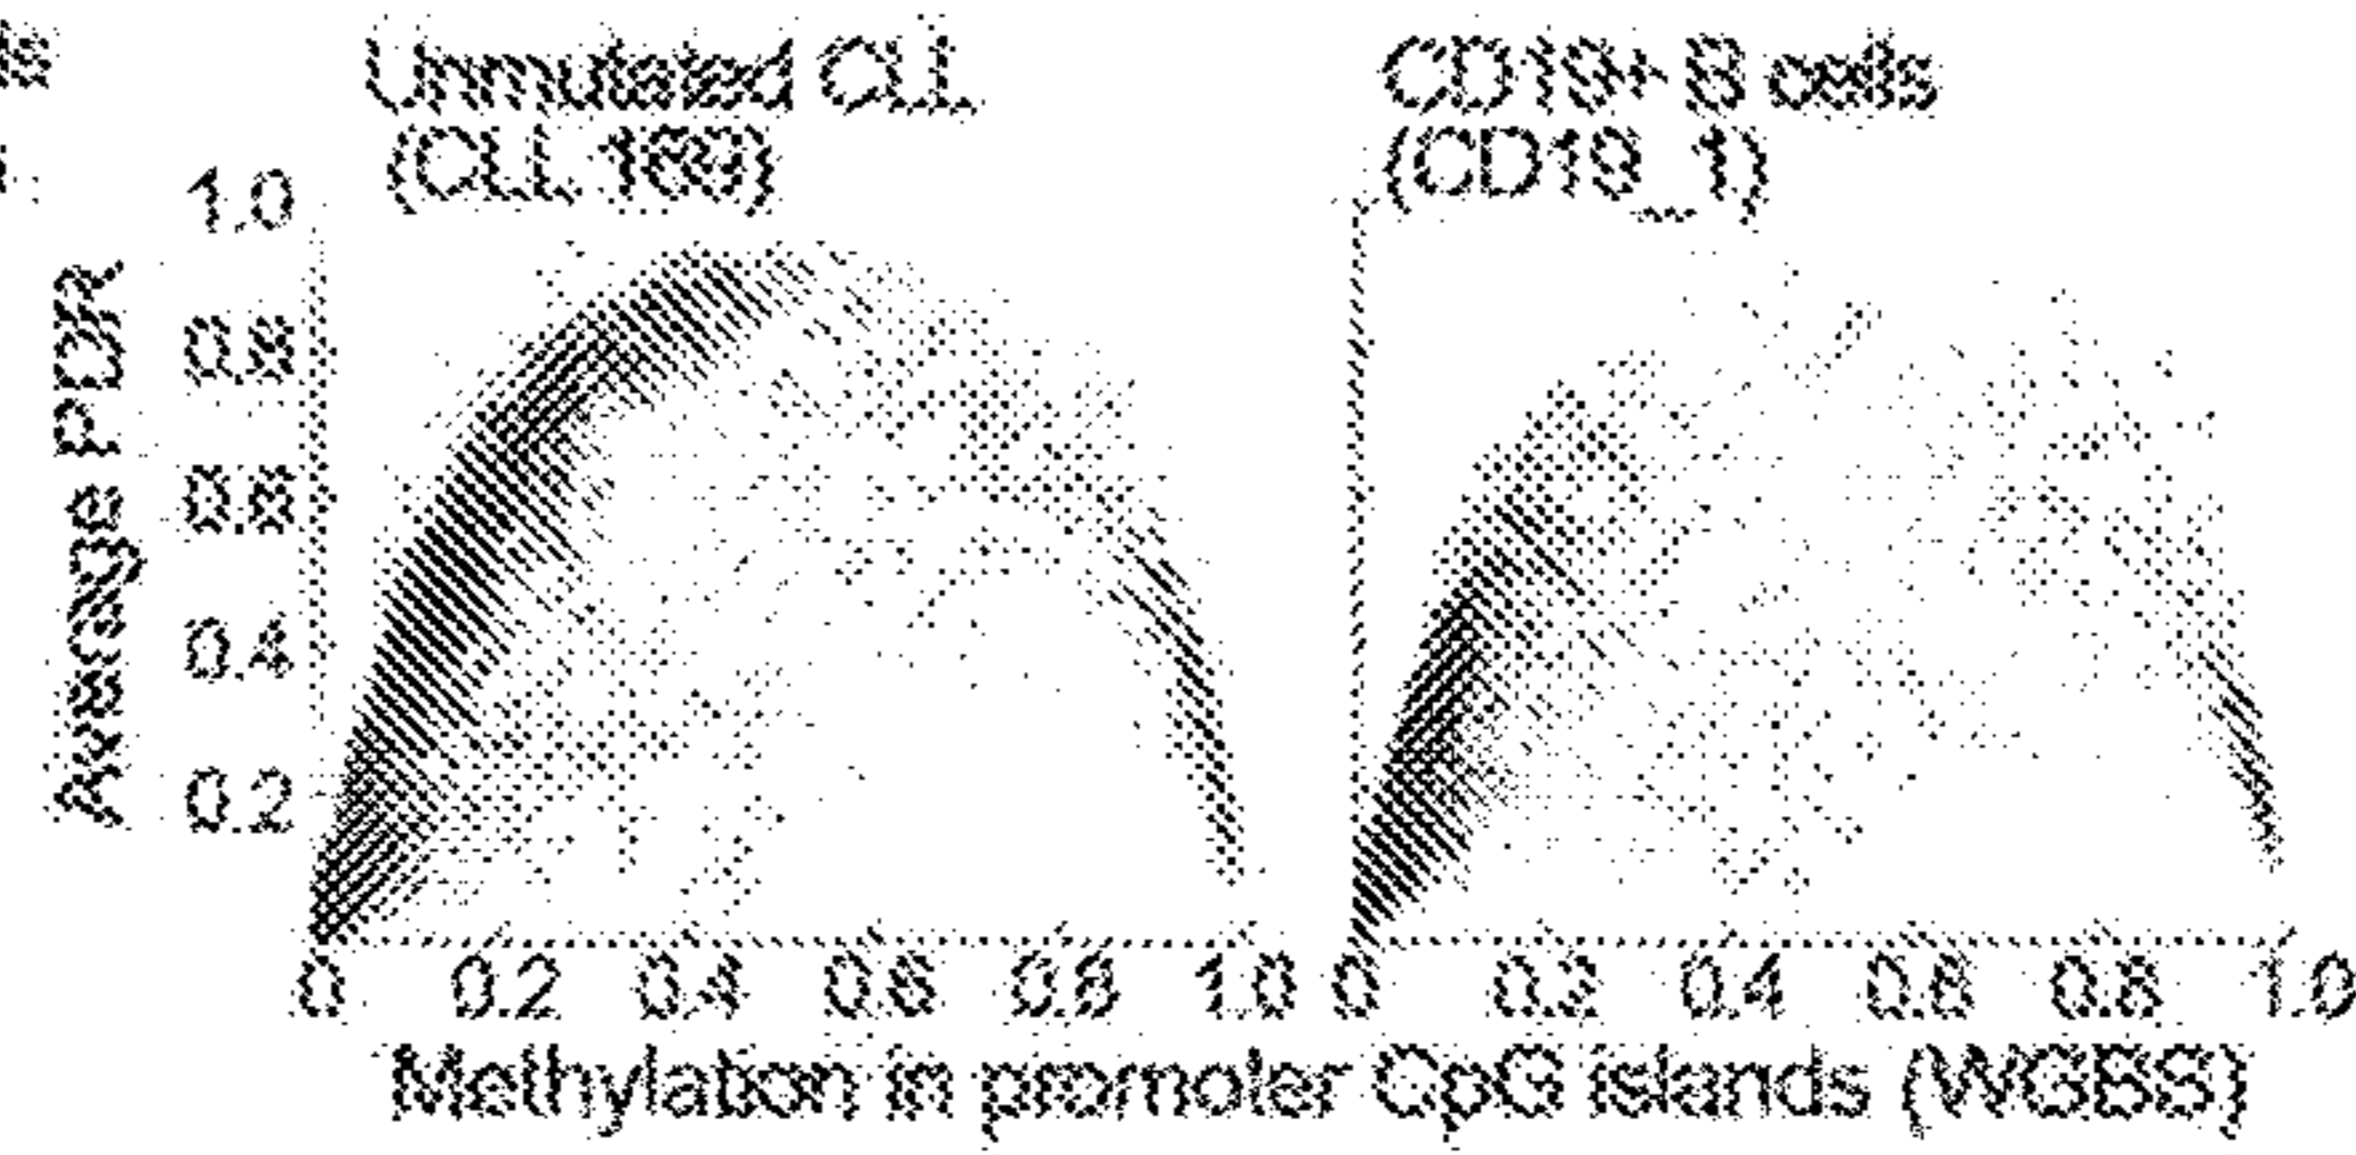 Unmutated CLL
(CLL 169)
CD19+ B cells
(CD19_1)
Average PDR
1.0
0.8
0.6
0.4
0.2
0 0.2 0.4 0.6 0.8 1.0
0 0.2 0.4 0.6 0.8 1.0
Methylation in promoter CpG islands (WGBS)